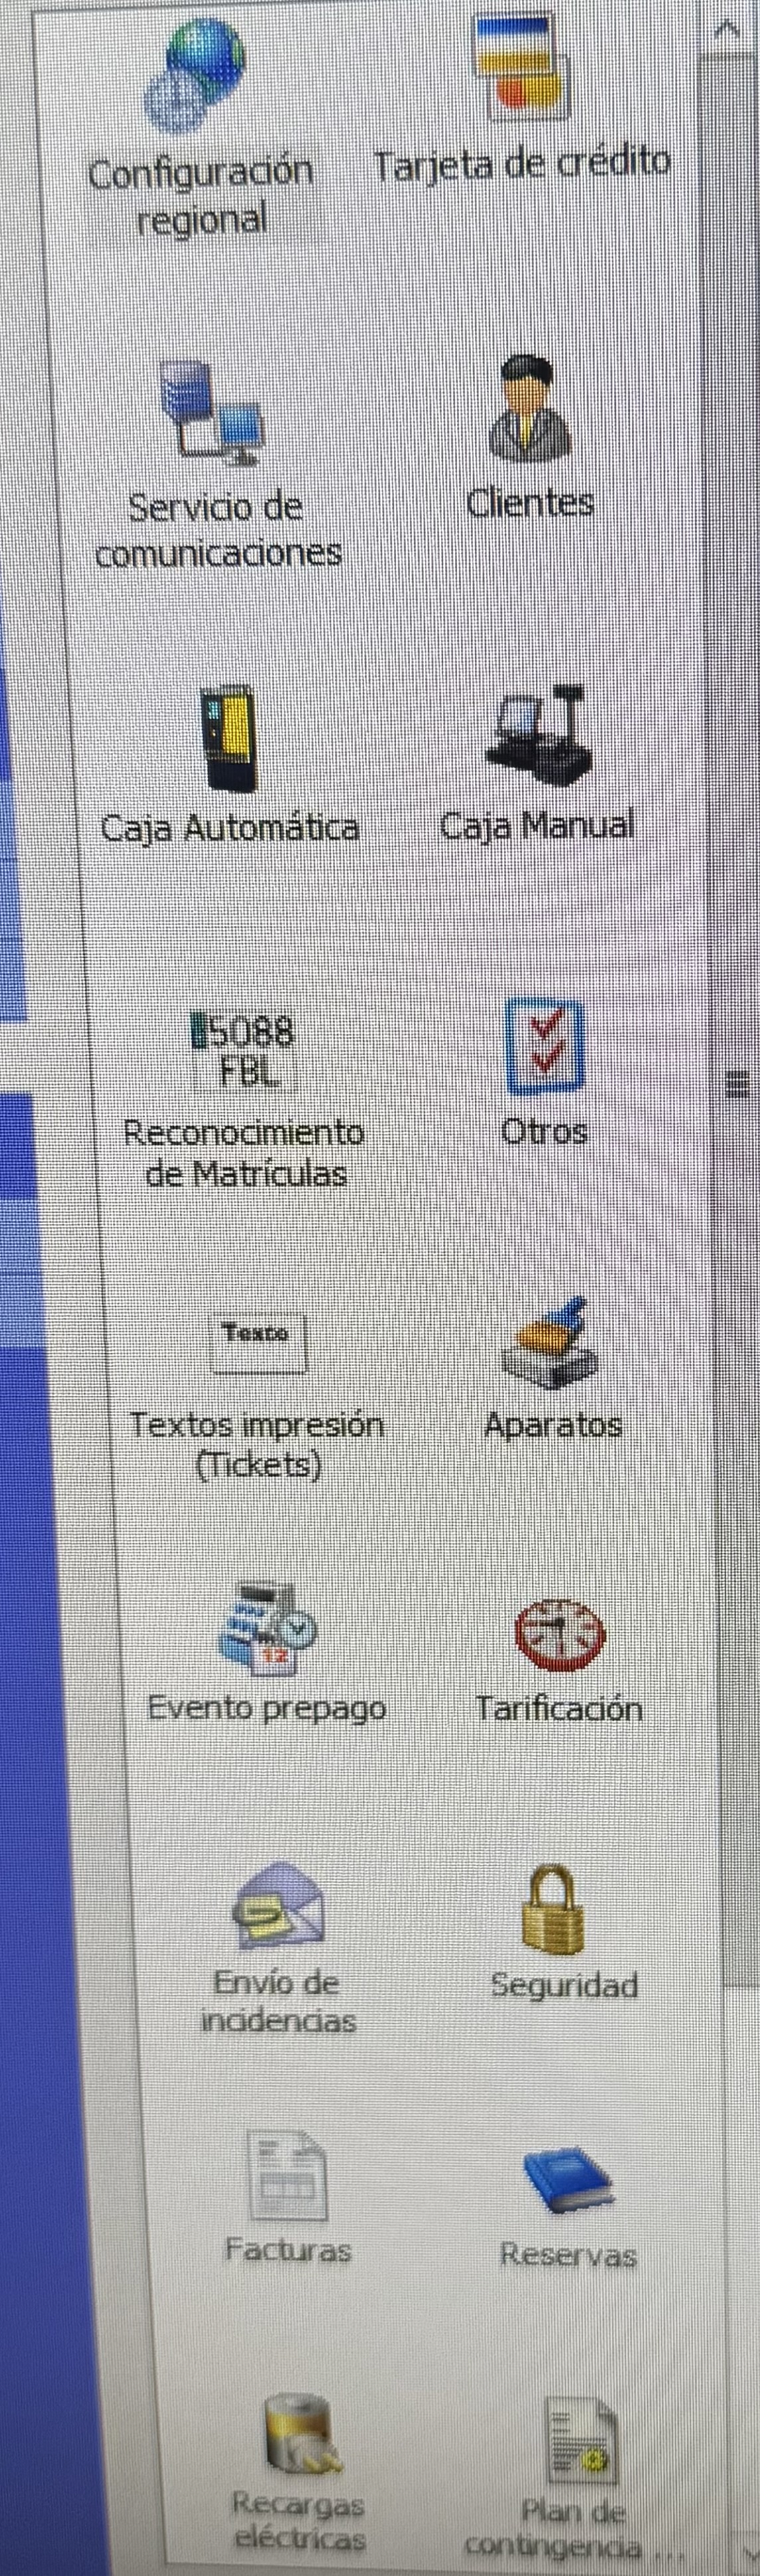 Configuración
regional
Tarjeta de crédito
Servicio de
comunicaciones
Clientes
Caja Automática
Caja Manual
5088
FBL
Reconocimiento
de Matrículas
Otros
Texto
Textos impresión
(Tickets)
Aparatos
12
Evento prepago
Tarificación
Envío de
incidencias
Seguridad
Facturas
Reservas
Recargas
eléctricas
Plan de
contingencia ...